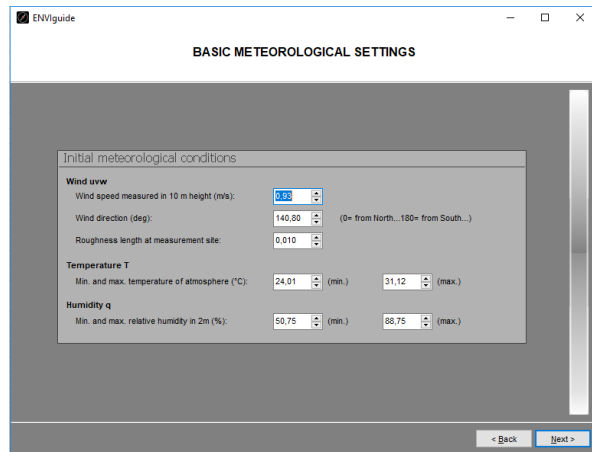 ENVIguide
BASIC METEOROLOGICAL SETTINGS
Initial meteorological conditions
Wind uvw
Wind speed measured in 10 m height (m/s): 0,93
Wind direction (deg): 140,80 (0= from North...180= from South...)
Roughness length at measurement site: 0,010
Temperature T
Min. and max. temperature of atmosphere (°C): 24,01 (min.) 31,12 (max.)
Humidity q
Min. and max. relative humidity in 2m (%): 50,75 (min.) 88,75 (max.)
< Back Next >